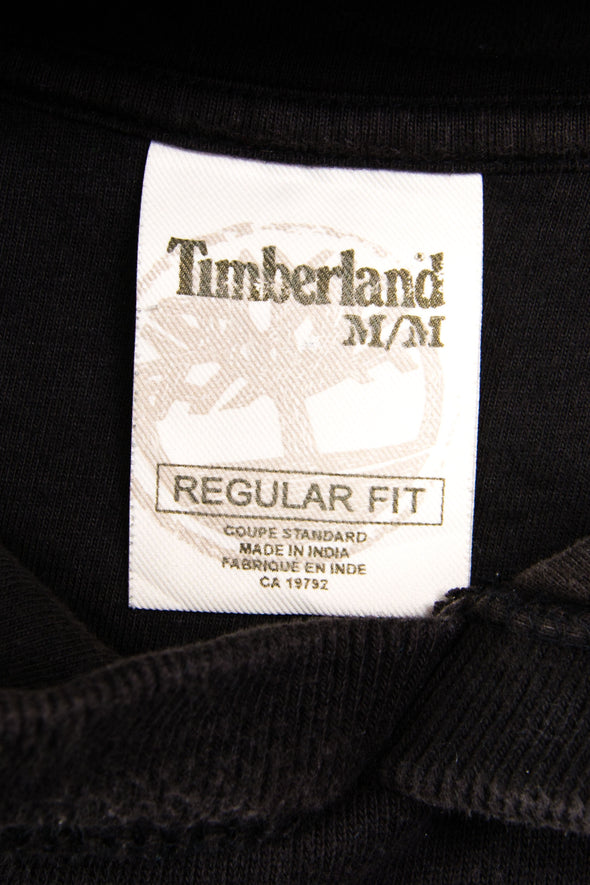 Timberland
M/M
REGULAR FIT
COUPE STANDARD
MADE IN INDIA
FABRIQUE EN INDE
CA 19792